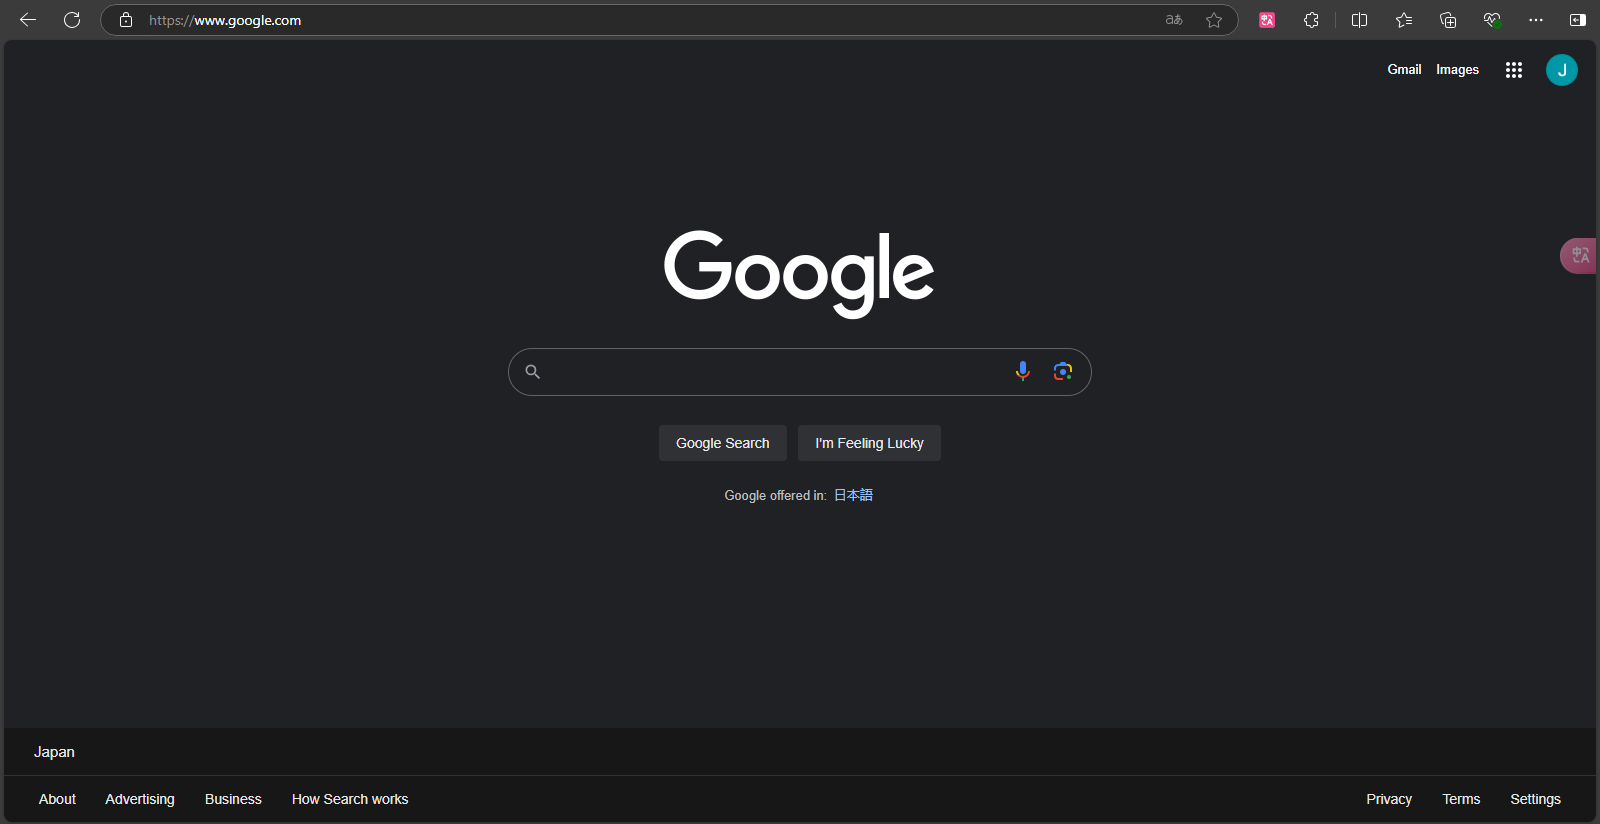 https://www.google.com
Gmail Images
J
Google
Google Search I'm Feeling Lucky
Google offered in: 日本語
Japan
About Advertising Business How Search works Privacy Terms Settings